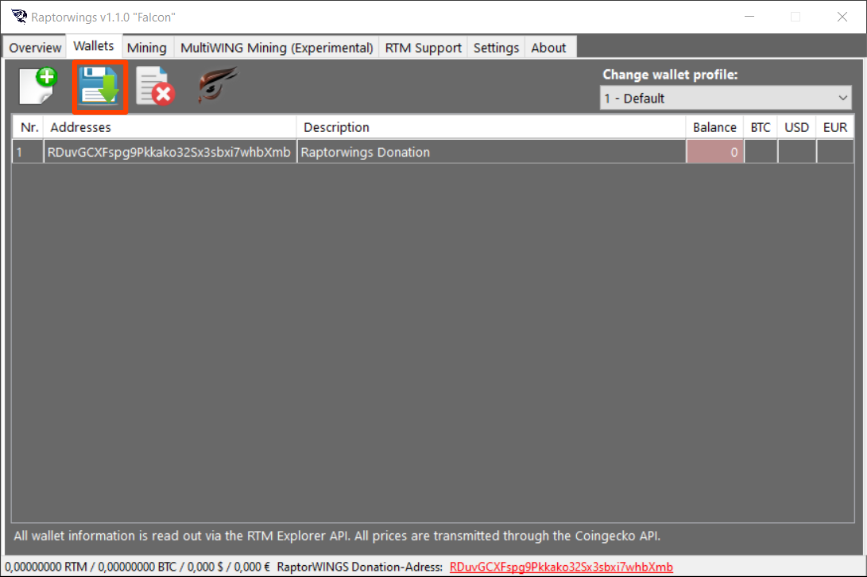 Raptorwings v1.1.0 "Falcon"
Overview Wallets Mining MultiWING Mining (Experimental) RTM Support Settings About
Change wallet profile:
1 - Default
Nr. Addresses Description Balance BTC USD EUR
1 RDuvGCXFspg9Pkkako32Sx3sbxi7whbXmb Raptorwings Donation 0
All wallet information is read out via the RTM Explorer API. All prices are transmitted through the Coingecko API.
0,00000000 RTM / 0,00000000 BTC / 0,000 $ / 0,000 € RaptorWINGS Donation-Adress: RDuvGCXFspg9Pkkako32Sx3sbxi7whbXmb